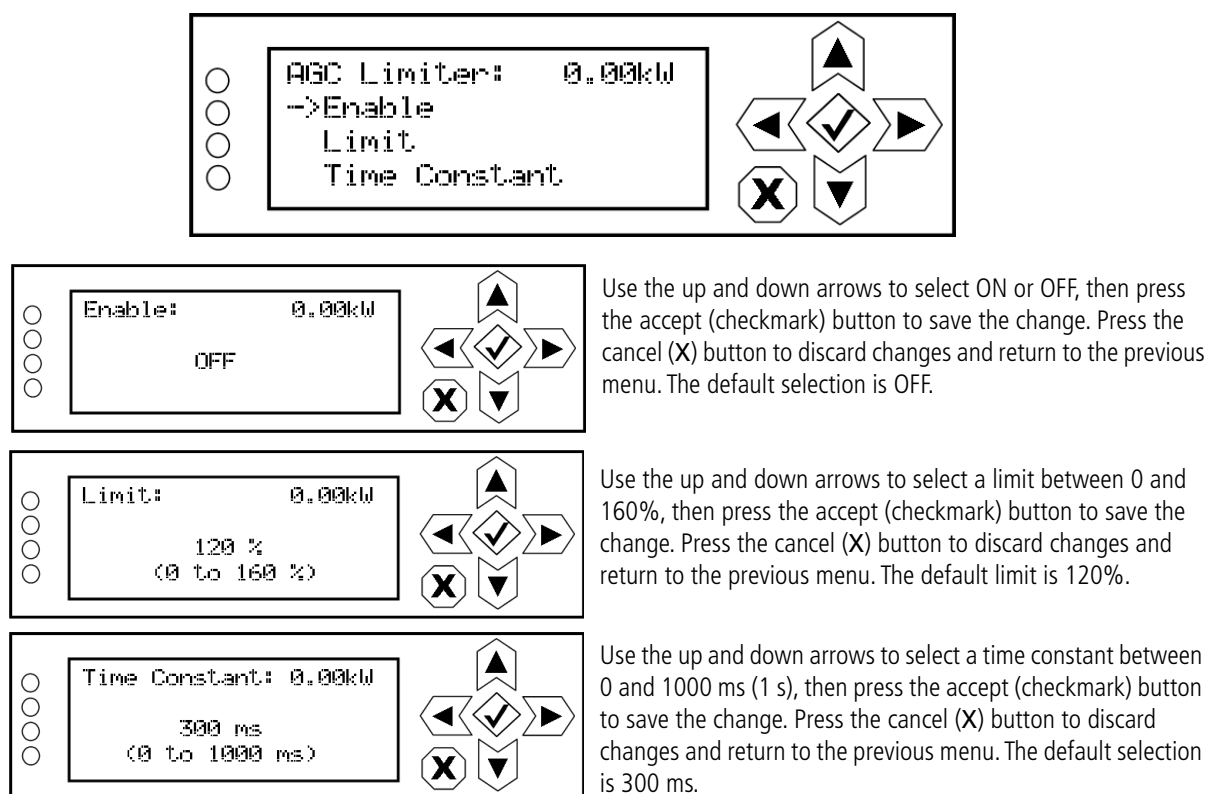 AGC Limiter: 0.00kW
->Enable
Limit
Time Constant
X
Enable: 0.00kW
OFF
X
Use the up and down arrows to select ON or OFF, then press
the accept (checkmark) button to save the change. Press the
cancel (X) button to discard changes and return to the previous
menu. The default selection is OFF.
Limit: 0.00kW
120 %
(0 to 160 %)
X
Use the up and down arrows to select a limit between 0 and
160%, then press the accept (checkmark) button to save the
change. Press the cancel (X) button to discard changes and
return to the previous menu. The default limit is 120%.
Time Constant: 0.00kW
300 ms
(0 to 1000 ms)
X
Use the up and down arrows to select a time constant between
0 and 1000 ms (1 s), then press the accept (checkmark) button
to save the change. Press the cancel (X) button to discard
changes and return to the previous menu. The default selection
is 300 ms.